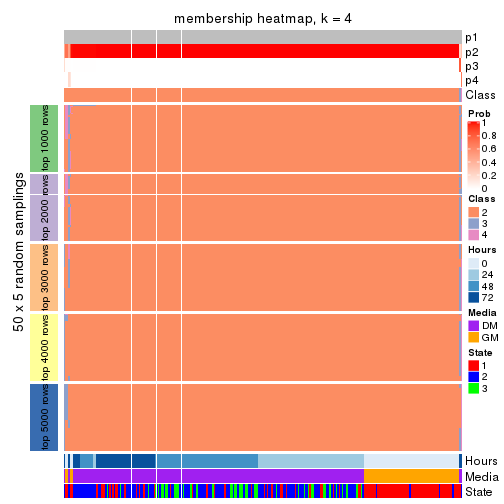 membership heatmap, k = 4
p1
p2
p3
p4
Class
50 x 5 random samplings
top 1000 rows
top 2000 rows
top 3000 rows
top 4000 rows
top 5000 rows
Prob
1
0.8
0.6
0.4
0.2
0
Class
2
3
4
Hours
0
24
48
72
Media
DM
GM
State
1
2
3
Hours
Media
State